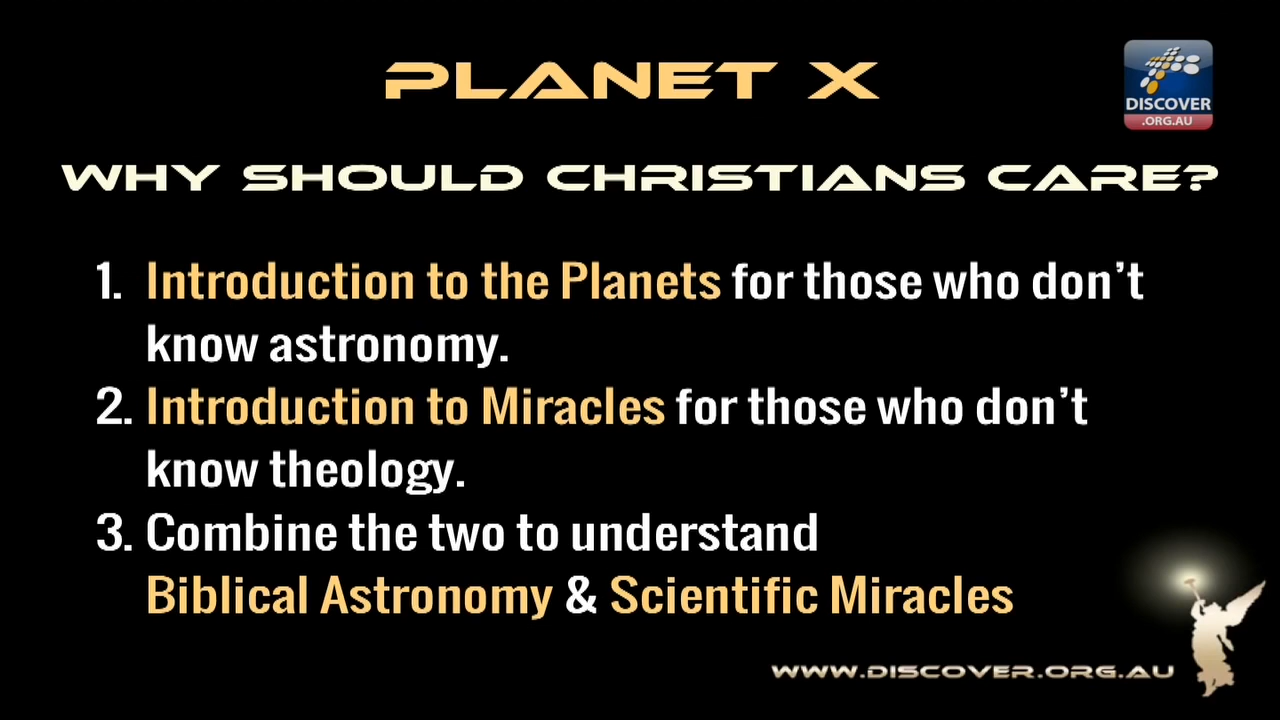 PLANET X
DISCOVER
.ORG.AU
WHY SHOULD CHRISTIANS CARE?
1. Introduction to the Planets for those who don’t
know astronomy.
2. Introduction to Miracles for those who don’t
know theology.
3. Combine the two to understand
Biblical Astronomy & Scientific Miracles
WWW.DISCOVER.ORG.AU